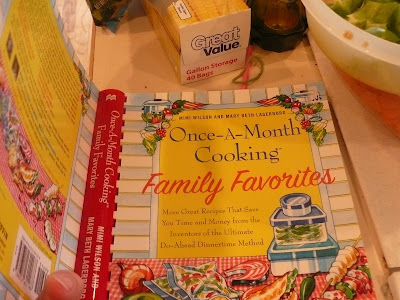 Great
Value
Gallon Storage
40 Bags
MIMI WILSON AND MARY BETH LAGERBORG
Once-A-Month
Cooking™
Family Favorites
More Great Recipes That Save
You Time and Money from the
Inventors of the Ultimate
Do-Ahead Dinnertime Method
Once-A-Month Cooking™
Family Favorites
MIMI WILSON AND
MARY BETH LAGERBORG